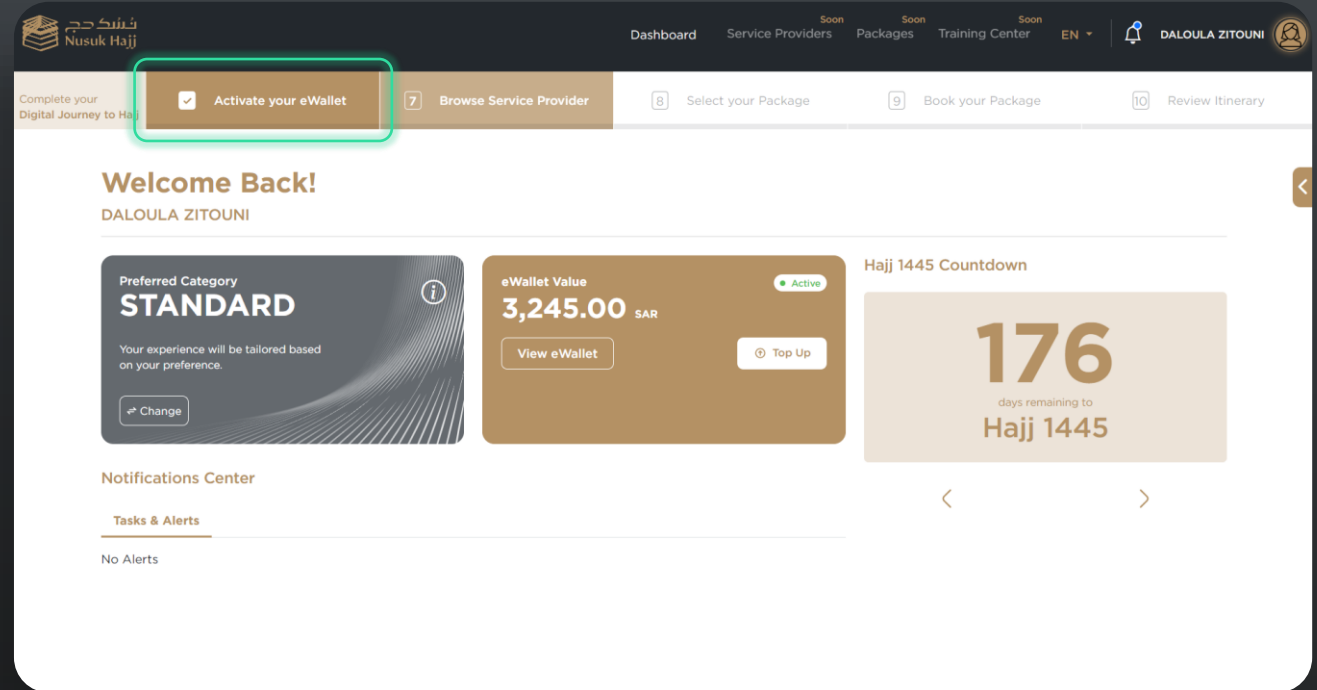 نسك حج
Nusuk Hajj
Dashboard
Soon
Service Providers
Soon
Packages
Soon
Training Center
EN
DALOULA ZITOUNI
Complete your
Digital Journey to Hajj
Activate your eWallet
7 Browse Service Provider
8 Select your Package
9 Book your Package
10 Review Itinerary
Welcome Back!
DALOULA ZITOUNI
Preferred Category
STANDARD
Your experience will be tailored based
on your preference.
Change
eWallet Value
Active
3,245.00 SAR
View eWallet
Top Up
Hajj 1445 Countdown
176
days remaining to
Hajj 1445
Notifications Center
Tasks & Alerts
No Alerts